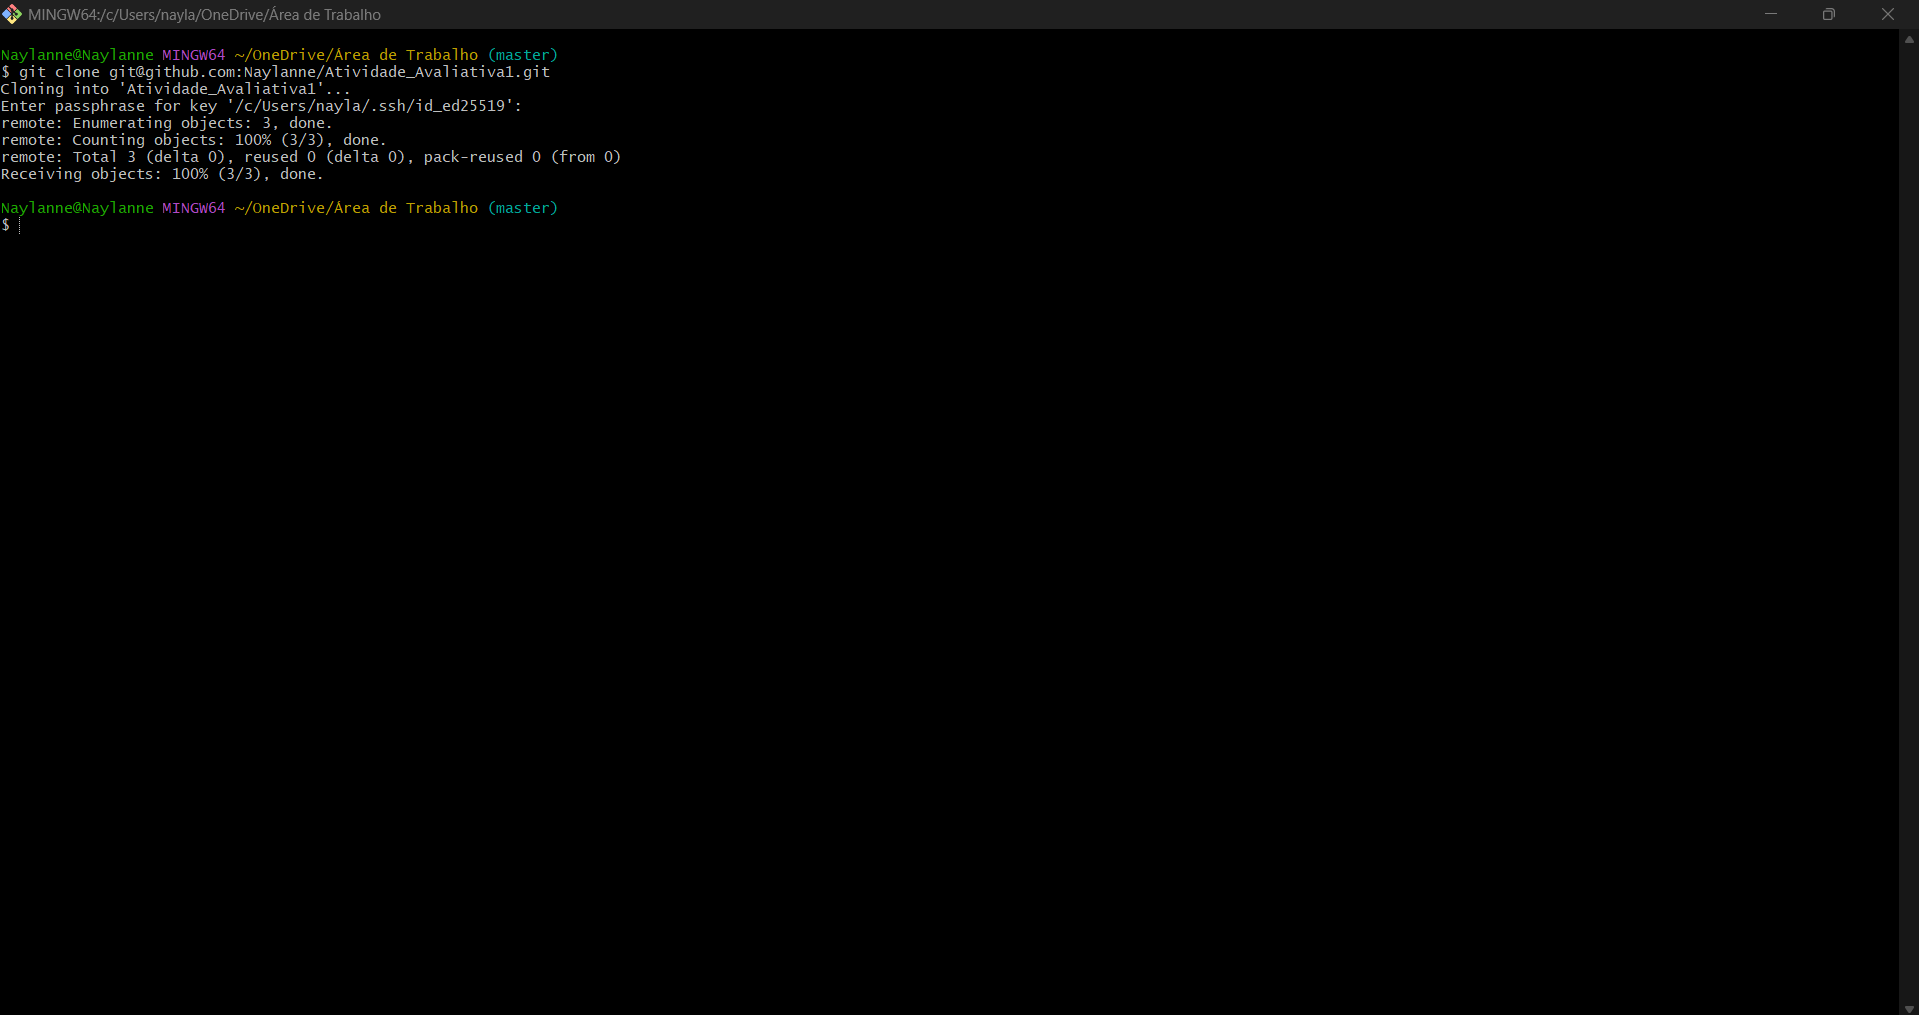 MINGW64:/c/Users/nayla/OneDrive/Área de Trabalho
Naylanne@Naylanne MINGW64 ~/OneDrive/Área de Trabalho (master)
$ git clone git@github.com:Naylanne/Atividade_Avaliativa1.git
Cloning into 'Atividade_Avaliativa1'...
Enter passphrase for key '/c/Users/nayla/.ssh/id_ed25519':
remote: Enumerating objects: 3, done.
remote: Counting objects: 100% (3/3), done.
remote: Total 3 (delta 0), reused 0 (delta 0), pack-reused 0 (from 0)
Receiving objects: 100% (3/3), done.
Naylanne@Naylanne MINGW64 ~/OneDrive/Área de Trabalho (master)
$